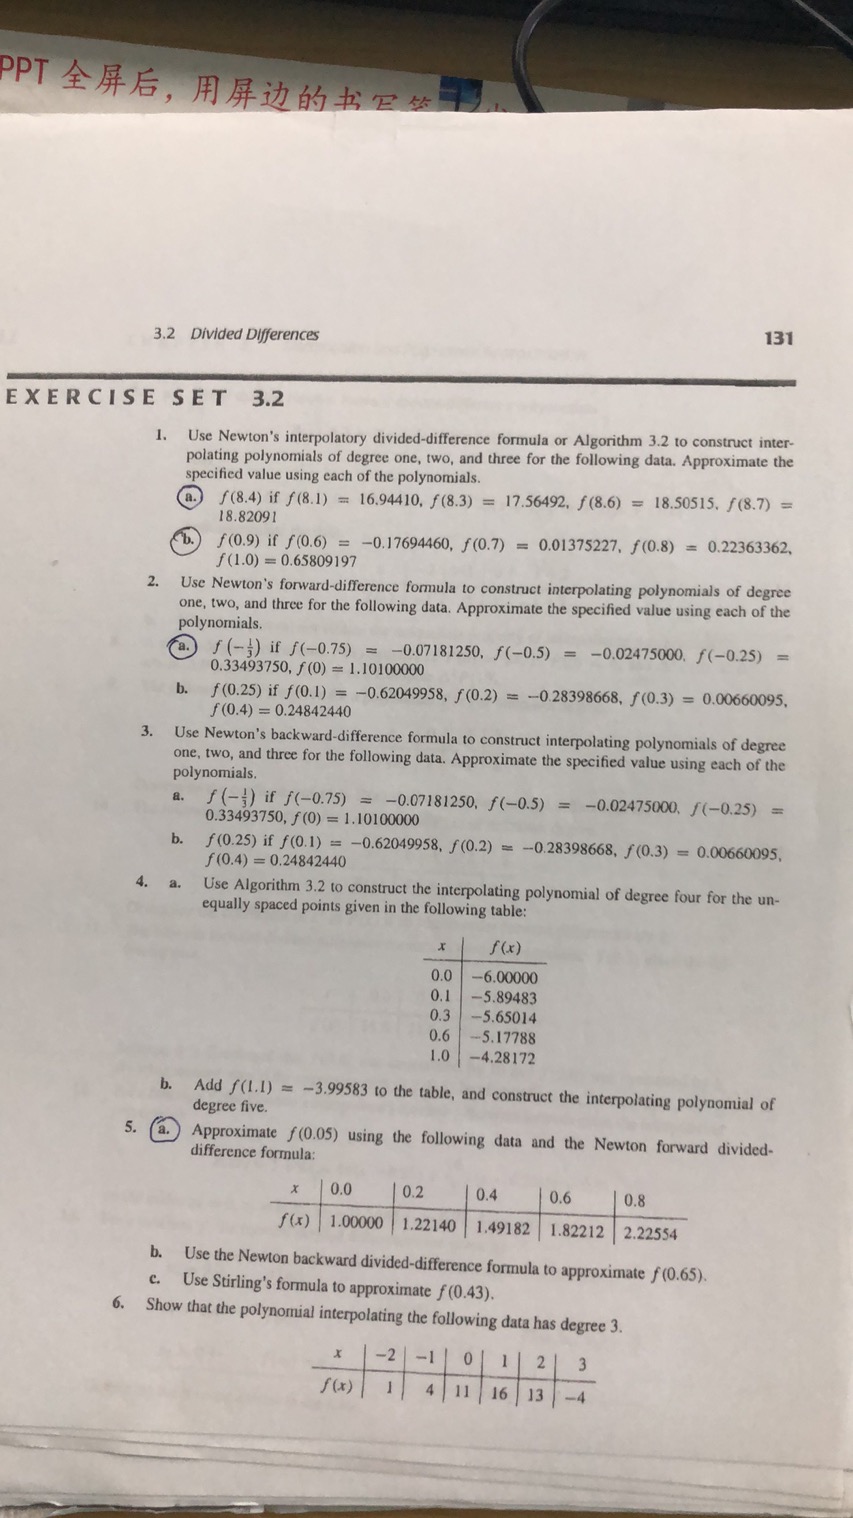 PPT 全屏后，用屏边的书写笔
3.2 Divided Differences 131
EXERCISE SET 3.2
1. Use Newton's interpolatory divided-difference formula or Algorithm 3.2 to construct inter-
polating polynomials of degree one, two, and three for the following data. Approximate the
specified value using each of the polynomials.
a. f(8.4) if f(8.1) = 16.94410, f(8.3) = 17.56492, f(8.6) = 18.50515, f(8.7) =
18.82091
b. f(0.9) if f(0.6) = −0.17694460, f(0.7) = 0.01375227, f(0.8) = 0.22363362,
f(1.0) = 0.65809197
2. Use Newton's forward-difference formula to construct interpolating polynomials of degree
one, two, and three for the following data. Approximate the specified value using each of the
polynomials.
a. f(−1/3) if f(−0.75) = −0.07181250, f(−0.5) = −0.02475000, f(−0.25) =
0.33493750, f(0) = 1.10100000
b. f(0.25) if f(0.1) = −0.62049958, f(0.2) = −0.28398668, f(0.3) = 0.00660095,
f(0.4) = 0.24842440
3. Use Newton's backward-difference formula to construct interpolating polynomials of degree
one, two, and three for the following data. Approximate the specified value using each of the
polynomials.
a. f(−1/3) if f(−0.75) = −0.07181250, f(−0.5) = −0.02475000, f(−0.25) =
0.33493750, f(0) = 1.10100000
b. f(0.25) if f(0.1) = −0.62049958, f(0.2) = −0.28398668, f(0.3) = 0.00660095,
f(0.4) = 0.24842440
4. a. Use Algorithm 3.2 to construct the interpolating polynomial of degree four for the un-
equally spaced points given in the following table:
x f(x)
0.0 −6.00000
0.1 −5.89483
0.3 −5.65014
0.6 −5.17788
1.0 −4.28172
b. Add f(1.1) = −3.99583 to the table, and construct the interpolating polynomial of
degree five.
5. a. Approximate f(0.05) using the following data and the Newton forward divided-
difference formula:
x 0.0 0.2 0.4 0.6 0.8
f(x) 1.00000 1.22140 1.49182 1.82212 2.22554
b. Use the Newton backward divided-difference formula to approximate f(0.65).
c. Use Stirling's formula to approximate f(0.43).
6. Show that the polynomial interpolating the following data has degree 3.
x −2 −1 0 1 2 3
f(x) 1 4 11 16 13 −4